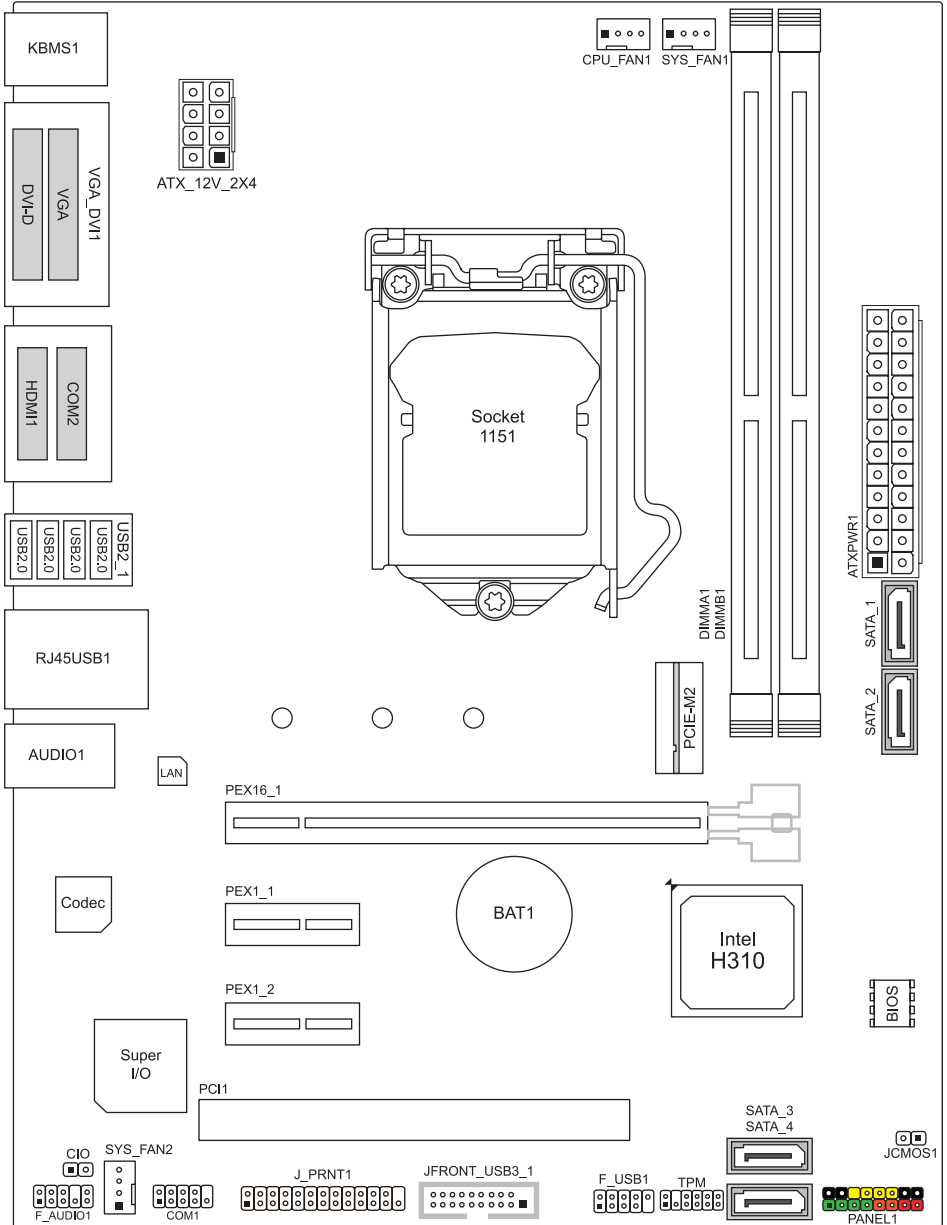 KBMS1
CPU_FAN1
SYS_FAN1
ATX_12V_2X4
DVI-D
VGA
VGA_DVI1
HDMI1
COM2
Socket
1151
ATXPWR1
USB2.0
USB2.0
USB2.0
USB2.0
USB2_1
DIMMA1
DIMMB1
SATA_1
RJ45USB1
SATA_2
PCIE-M2
AUDIO1
LAN
PEX16_1
Codec
PEX1_1
BAT1
Intel
H310
PEX1_2
BIOS
Super
I/O
PCI1
SATA_3
SATA_4
JCMOS1
CIO
SYS_FAN2
J_PRNT1
JFRONT_USB3_1
F_USB1
TPM
F_AUDIO1
COM1
PANEL1